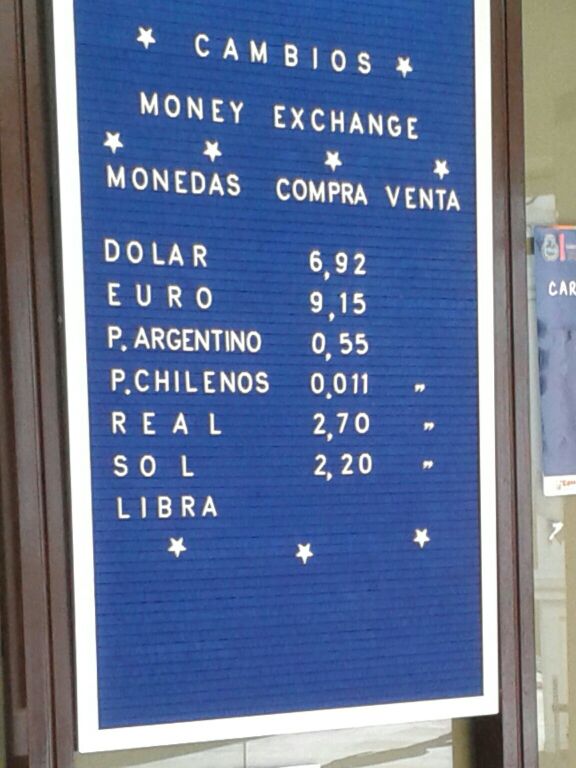 CAMBIOS
MONEY EXCHANGE
MONEDAS COMPRA VENTA
DOLAR 6,92
EURO 9,15
P. ARGENTINO 0,55
P.CHILENOS 0.011 "
REAL 2,70 "
SOL 2,20 "
LIBRA
CAR